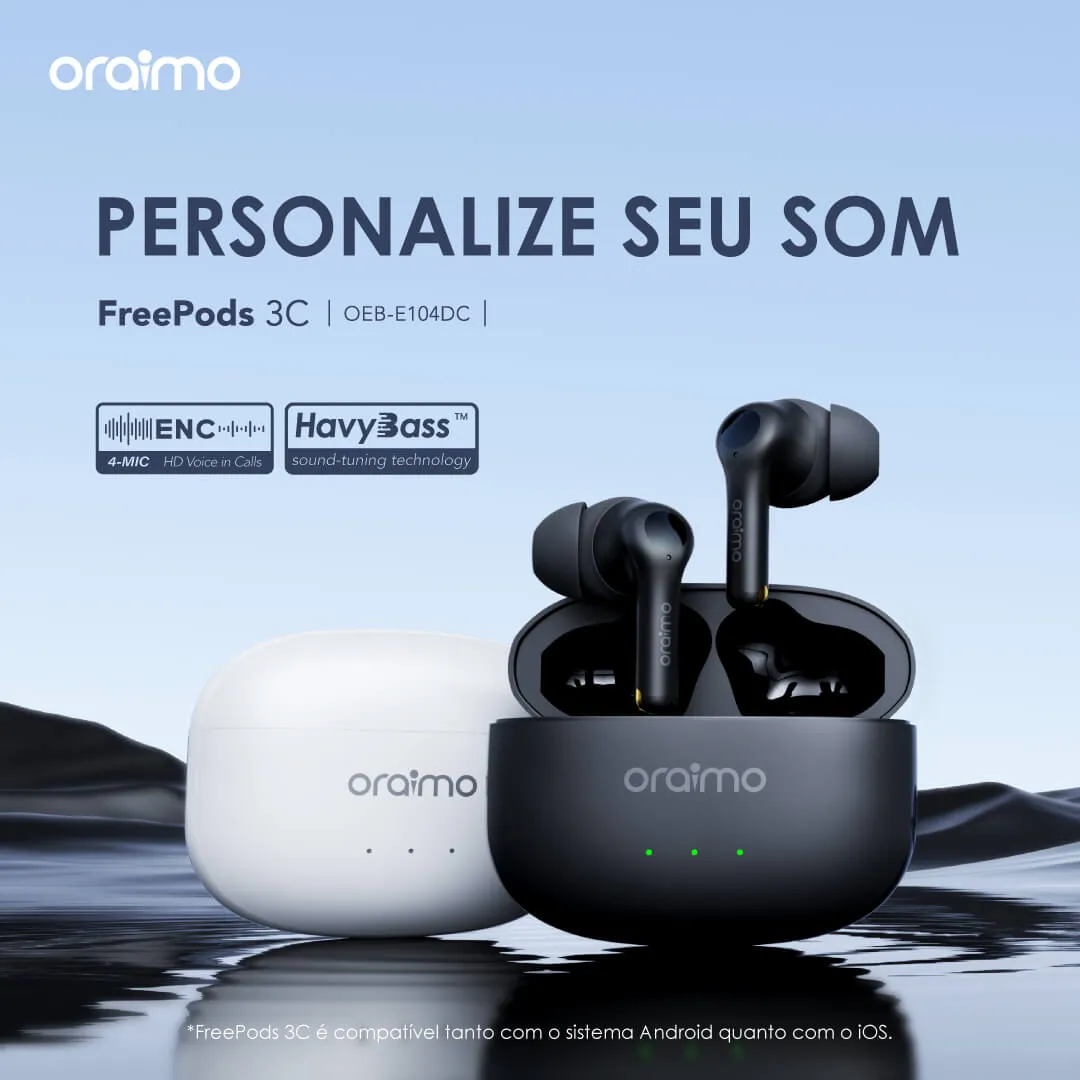 oraimo
PERSONALIZE SEU SOM
FreePods 3C | OEB-E104DC |
ENC
4-MIC HD Voice in Calls
HavyBass™
sound-tuning technology
oraimo
oraimo
oraimo
oraimo
*FreePods 3C é compatível tanto com o sistema Android quanto com o iOS.